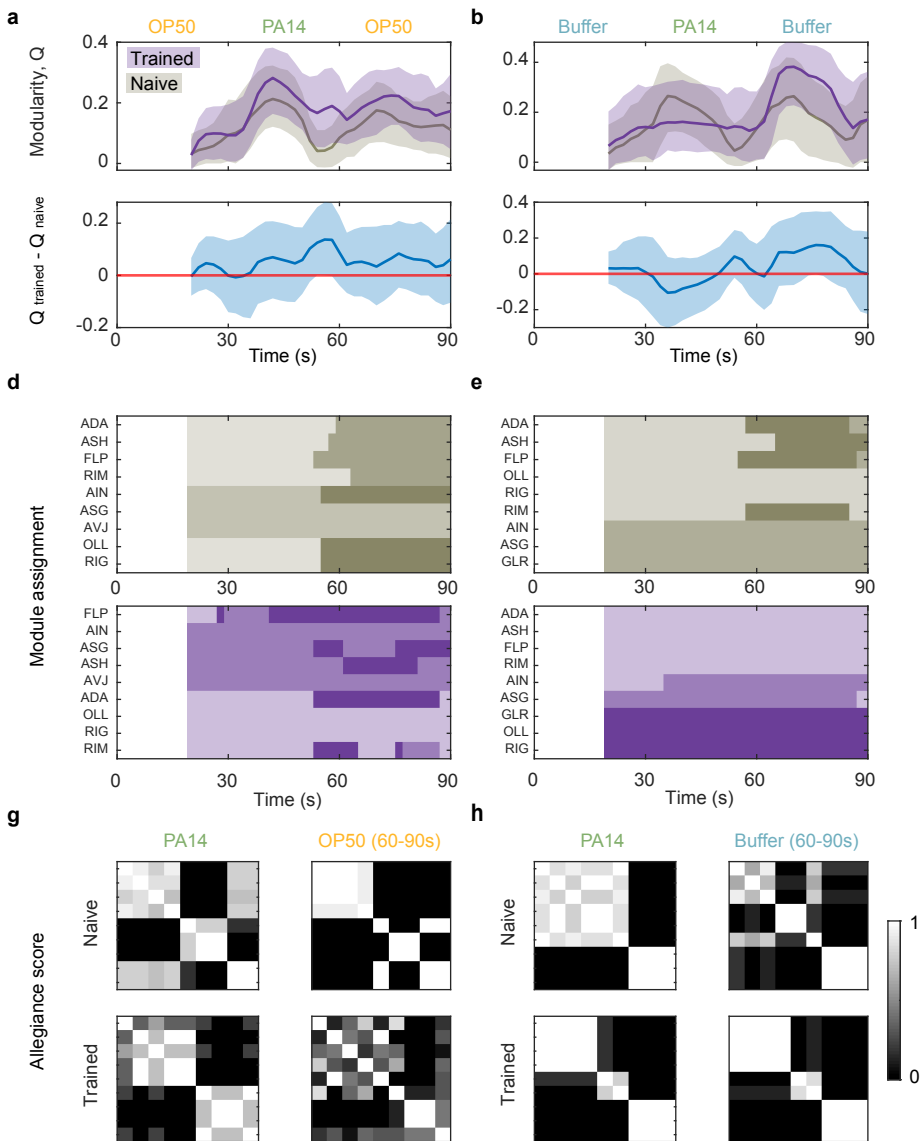 a
OP50 PA14 OP50
0.4
0.2
0
Modularity, Q
Trained
Naive
0.2
0
-0.2
Q trained - Q naive
0 30 60 90
Time (s)
b
Buffer PA14 Buffer
0.4
0.2
0
0.4
0.2
0
-0.2
0 30 60 90
Time (s)
d
Module assignment
ADA
ASH
FLP
RIM
AIN
ASG
AVJ
OLL
RIG
0 30 60 90
FLP
AIN
ASG
ASH
AVJ
ADA
OLL
RIG
RIM
0 30 60 90
Time (s)
e
ADA
ASH
FLP
OLL
RIG
RIM
AIN
ASG
GLR
0 30 60 90
ADA
ASH
FLP
RIM
AIN
ASG
GLR
OLL
RIG
0 30 60 90
Time (s)
g
PA14 OP50 (60-90s)
Allegiance score
Naive
Trained
h
PA14 Buffer (60-90s)
Naive
Trained
1
0